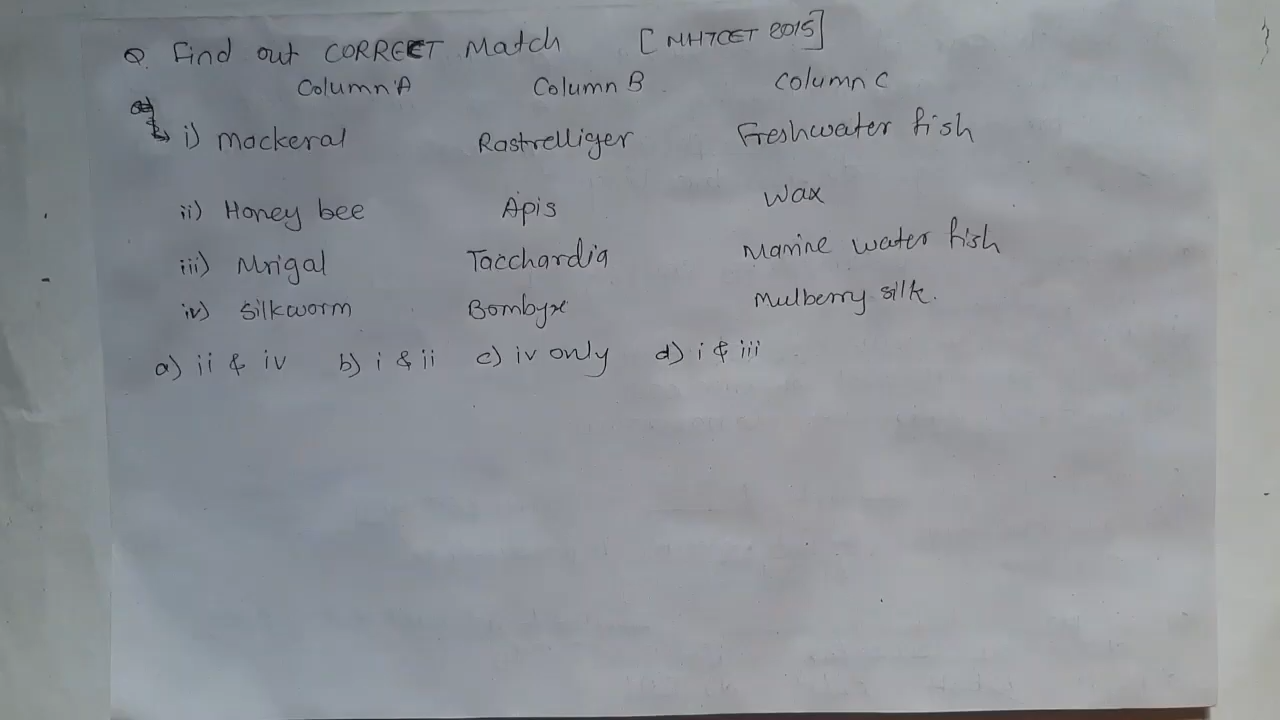 Q. Find out CORRECT Match [MHTCET 2015]
Column A Column B Column C
i) Mackeral Rastrelliger Freshwater fish
ii) Honey bee Apis Wax
iii) Mrigal Tacchardia Marine water fish
iv) Silkworm Bombyx Mulberry silk.
a) ii & iv b) i & ii c) iv only d) i & iii